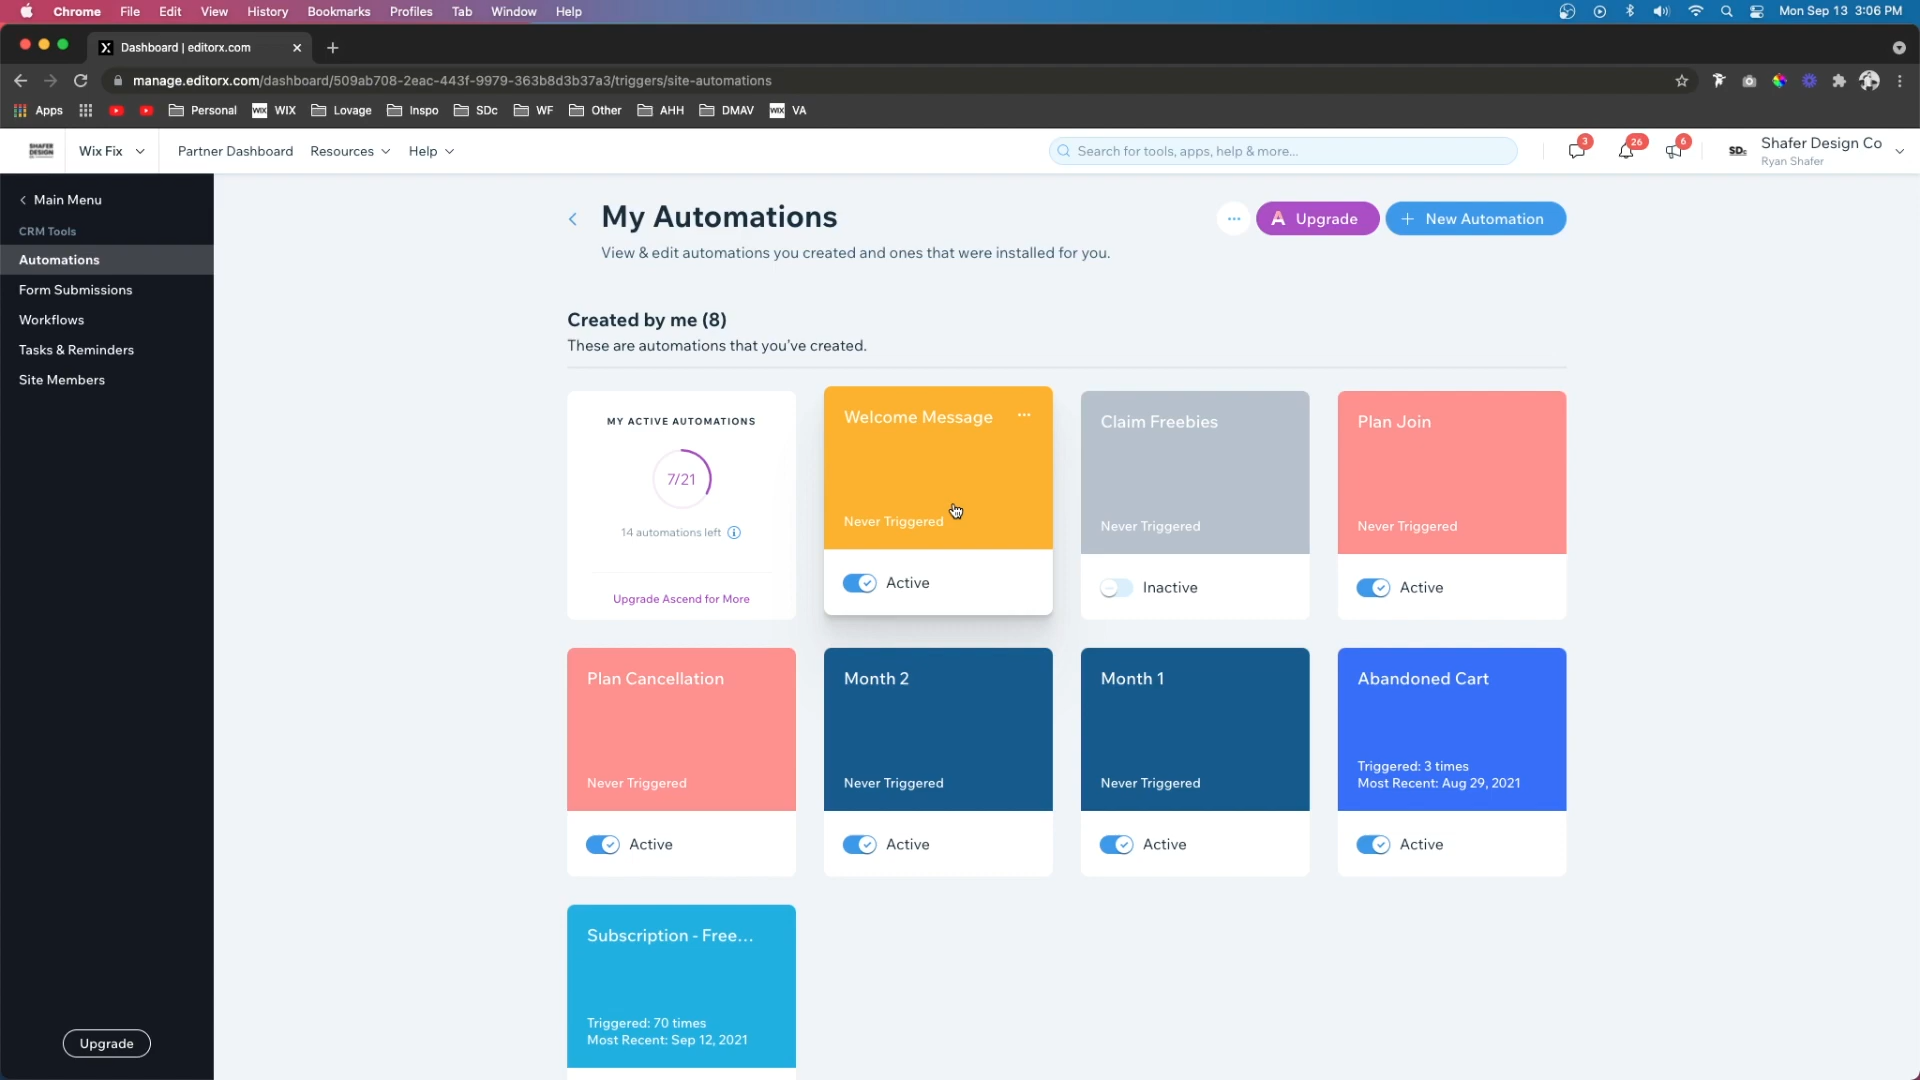 Chrome File Edit View History Bookmarks Profiles Tab Window Help Mon Sep 13 3:06 PM
Dashboard | editorx.com
manage.editorx.com/dashboard/509ab708-2eac-443f-9979-363b8d3b37a3/triggers/site-automations
Apps Personal WIX WIX Lovage Inspo SDc WF Other AHH DMAV WIX VA
SHAFER DESIGN Wix Fix Partner Dashboard Resources Help Search for tools, apps, help & more... 3 26 6 SDc Shafer Design Co
Ryan Shafer
Main Menu
CRM Tools
Automations
Form Submissions
Workflows
Tasks & Reminders
Site Members
Upgrade
My Automations
... Upgrade + New Automation
View & edit automations you created and ones that were installed for you.
Created by me (8)
These are automations that you've created.
MY ACTIVE AUTOMATIONS
7/21
14 automations left
Upgrade Ascend for More
Welcome Message ...
Never Triggered
Active
Claim Freebies
Never Triggered
Inactive
Plan Join
Never Triggered
Active
Plan Cancellation
Never Triggered
Active
Month 2
Never Triggered
Active
Month 1
Never Triggered
Active
Abandoned Cart
Triggered: 3 times
Most Recent: Aug 29, 2021
Active
Subscription - Free...
Triggered: 70 times
Most Recent: Sep 12, 2021